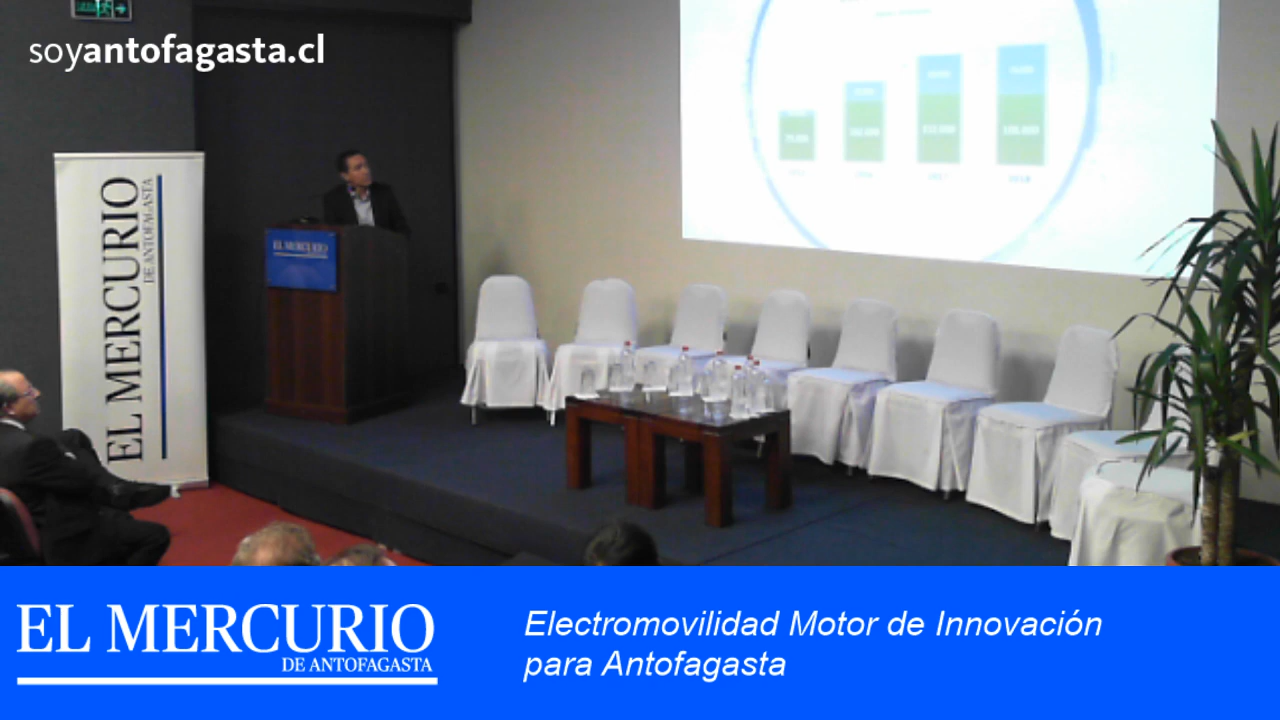 soyantofagasta.cl
EL MERCURIO
DE ANTOFAGASTA
EL MERCURIO
EL MERCURIO
DE ANTOFAGASTA
Electromovilidad Motor de Innovación
para Antofagasta